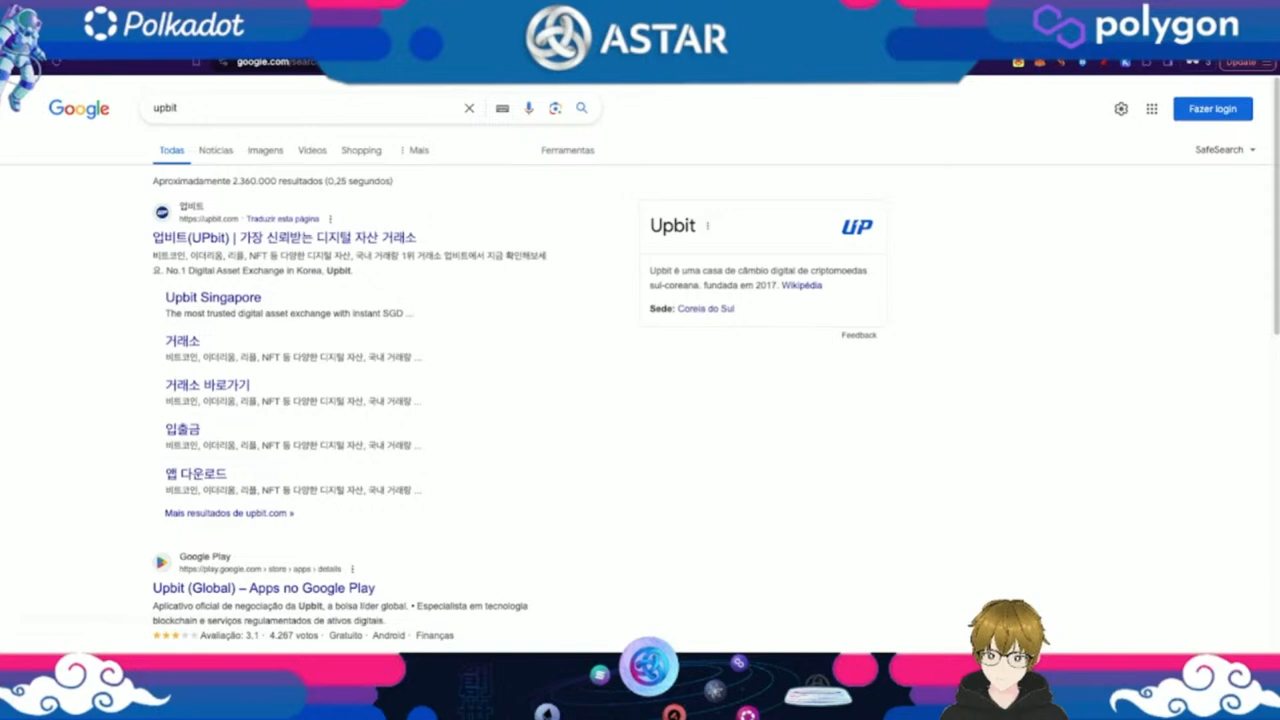 Polkadot
ASTAR
polygon
google.com/searc
3
Update
Google
upbit
Fazer login
Todas Notícias Imagens Vídeos Shopping Mais Ferramentas
SafeSearch
Aproximadamente 2.360.000 resultados (0,25 segundos)
업비트
https://upbit.com · Traduzir esta página
업비트(UPbit) | 가장 신뢰받는 디지털 자산 거래소
비트코인, 이더리움, 리플, NFT 등 다양한 디지털 자산, 국내 거래량 1위 거래소 업비트에서 지금 확인해보세
요. No.1 Digital Asset Exchange in Korea, Upbit.
Upbit Singapore
The most trusted digital asset exchange with instant SGD ...
거래소
비트코인, 이더리움, 리플, NFT 등 다양한 디지털 자산, 국내 거래량 ...
거래소 바로가기
비트코인, 이더리움, 리플, NFT 등 다양한 디지털 자산, 국내 거래량 ...
입출금
비트코인, 이더리움, 리플, NFT 등 다양한 디지털 자산, 국내 거래량 ...
앱 다운로드
비트코인, 이더리움, 리플, NFT 등 다양한 디지털 자산, 국내 거래량 ...
Mais resultados de upbit.com »
Google Play
https://play.google.com › store › apps › details
Upbit (Global) – Apps no Google Play
Aplicativo oficial de negociação da Upbit, a bolsa líder global. • Especialista em tecnologia
blockchain e serviços regulamentados de ativos digitais.
Avaliação: 3,1 · 4.267 votos · Gratuito · Android · Finanças
Upbit
UP
Upbit é uma casa de câmbio digital de criptomoedas
sul-coreana. fundada em 2017. Wikipédia
Sede: Coreia do Sul
Feedback